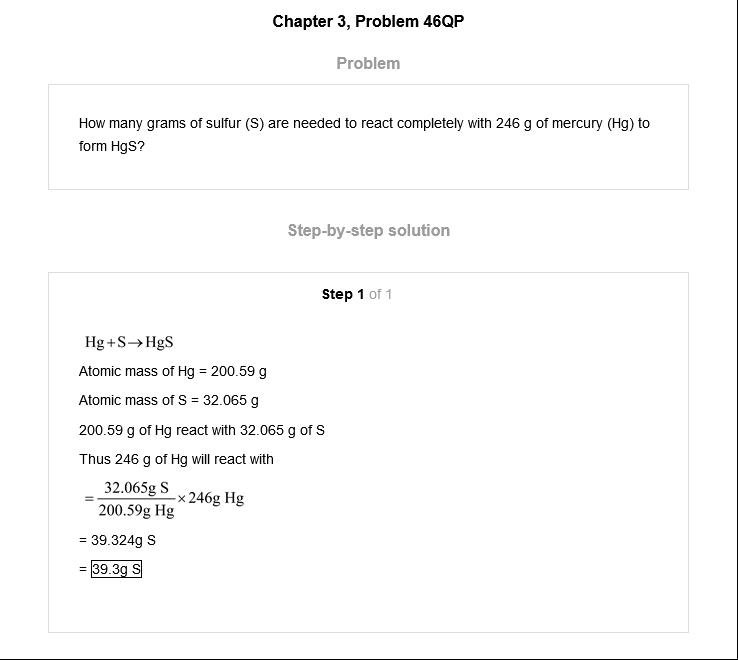 Chapter 3, Problem 46QP
Problem
How many grams of sulfur (S) are needed to react completely with 246 g of mercury (Hg) to
form HgS?
Step-by-step solution
Step 1 of 1
Hg+S→HgS
Atomic mass of Hg = 200.59 g
Atomic mass of S = 32.065 g
200.59 g of Hg react with 32.065 g of S
Thus 246 g of Hg will react with
= 32.065g S / 200.59g Hg × 246g Hg
= 39.324g S
= 39.3g S